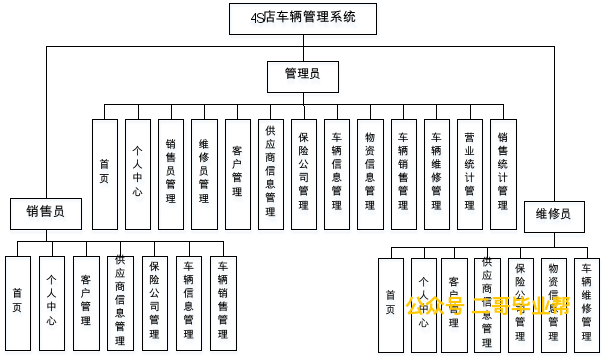 4S店车辆管理系统
管理员
首页
个人中心
销售员管理
维修员管理
客户管理
供应商信息管理
保险公司管理
车辆信息管理
物资信息管理
车辆销售管理
车辆维修管理
营业统计管理
销售统计管理
销售员
首页
个人中心
客户管理
供应商信息管理
保险公司管理
车辆信息管理
车辆销售管理
维修员
首页
个人中心
客户管理
供应商信息管理
保险公司管理
物资信息管理
车辆维修管理
公众号 二哥毕业帮